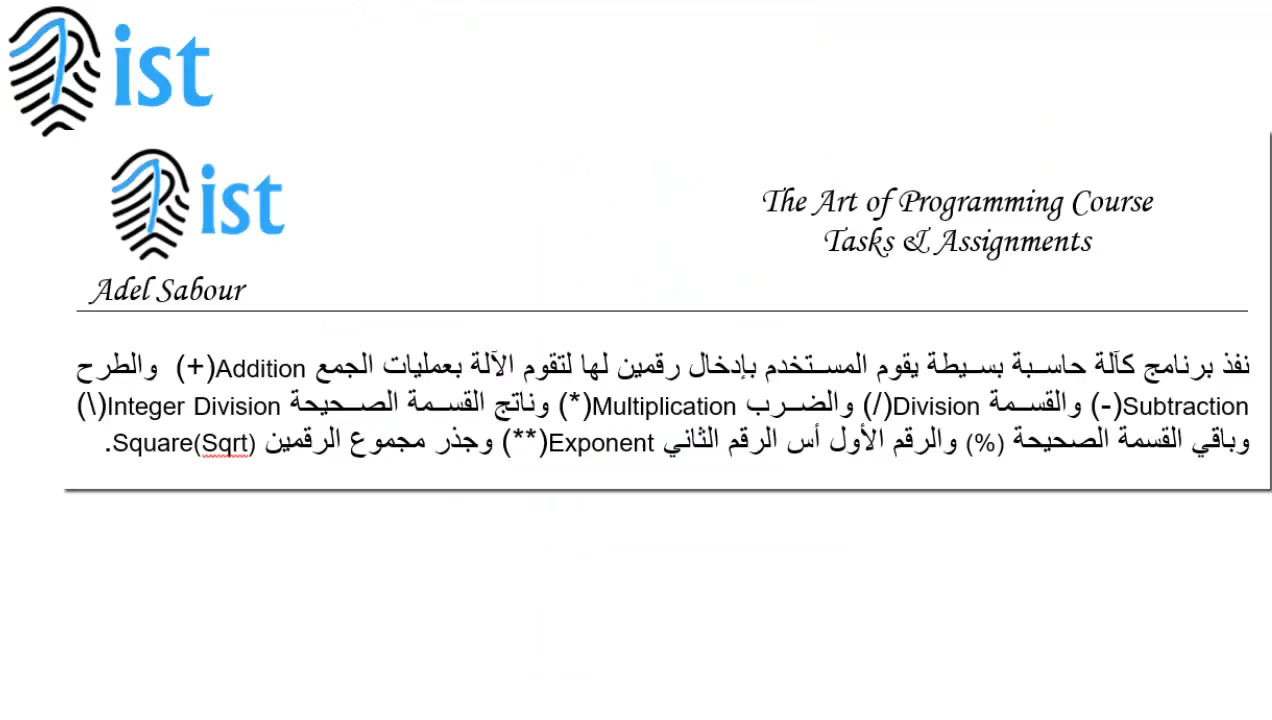 ist
ist
The Art of Programming Course
Tasks & Assignments
Adel Sabour
نفذ برنامج كآلة حاسبة بسيطة يقوم المستخدم بإدخال رقمين لها لتقوم الآلة بعمليات الجمع Addition(+) والطرح
Subtraction(-) والقسمة Division(/) والضرب Multiplication(*) وناتج القسمة الصحيحة Integer Division(\)
وباقي القسمة الصحيحة (%) والرقم الأول أس الرقم الثاني Exponent(**) وجذر مجموع الرقمين Square(Sqrt).